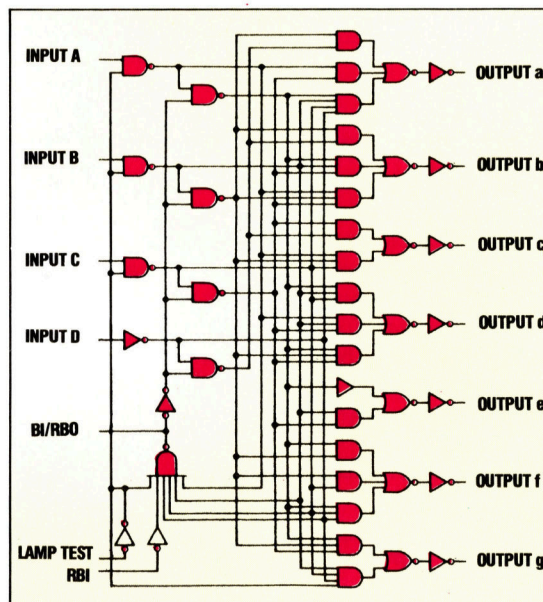 INPUT A
OUTPUT a
INPUT B
OUTPUT b
OUTPUT c
INPUT C
INPUT D
OUTPUT d
OUTPUT e
BI/RBO
OUTPUT f
LAMP TEST
RBI
OUTPUT g